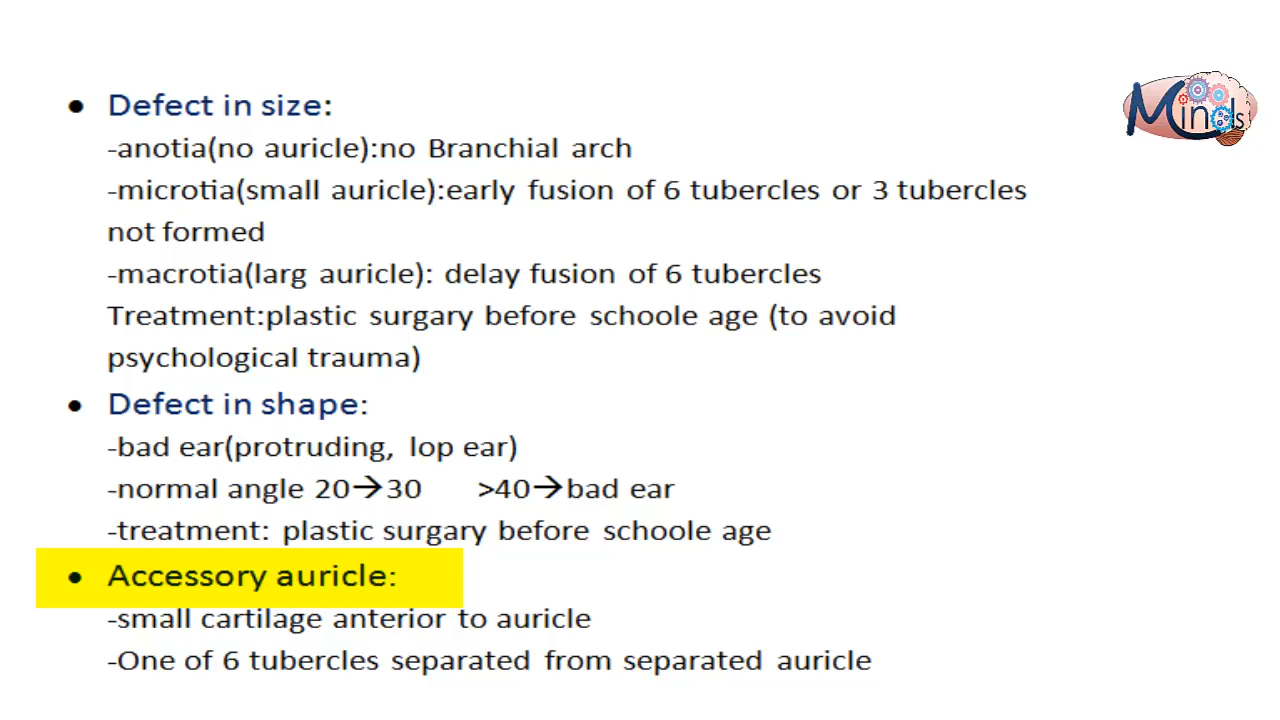 Minds
• Defect in size:
-anotia(no auricle):no Branchial arch
-microtia(small auricle):early fusion of 6 tubercles or 3 tubercles
not formed
-macrotia(larg auricle): delay fusion of 6 tubercles
Treatment:plastic surgary before schoole age (to avoid
psychological trauma)
• Defect in shape:
-bad ear(protruding, lop ear)
-normal angle 20→30 >40→bad ear
-treatment: plastic surgary before schoole age
• Accessory auricle:
-small cartilage anterior to auricle
-One of 6 tubercles separated from separated auricle